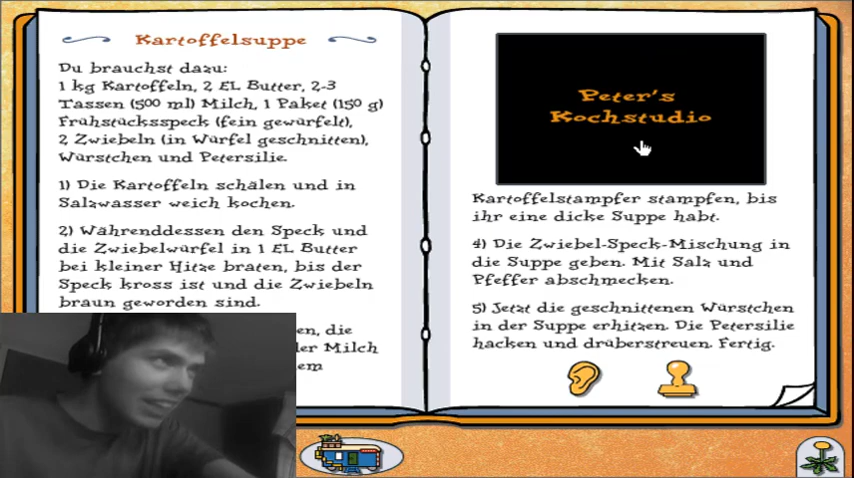 Kartoffelsuppe
Du brauchst dazu:
1 kg Kartoffeln, 2 EL Butter, 2-3
Tassen (500 ml) Milch, 1 Paket (150 g)
Frühstücksspeck (fein gewürfelt),
2 Zwiebeln (in Würfel geschnitten),
Würstchen und Petersilie.
1) Die Kartoffeln schälen und in
Salzwasser weich kochen.
2) Währenddessen den Speck und
die Zwiebelwürfel in 1 EL Butter
bei kleiner Hitze braten, bis der
Speck kross ist und die Zwiebeln
braun geworden sind.
en, die
der Milch
em
Peter's
Kochstudio
Kartoffelstampfer stampfen, bis
ihr eine dicke Suppe habt.
4) Die Zwiebel-Speck-Mischung in
die Suppe geben. Mit Salz und
Pfeffer abschmecken.
5) Jetzt die geschnittenen Würstchen
in der Suppe erhitzen. Die Petersilie
hacken und drüberstreuen. Fertig.